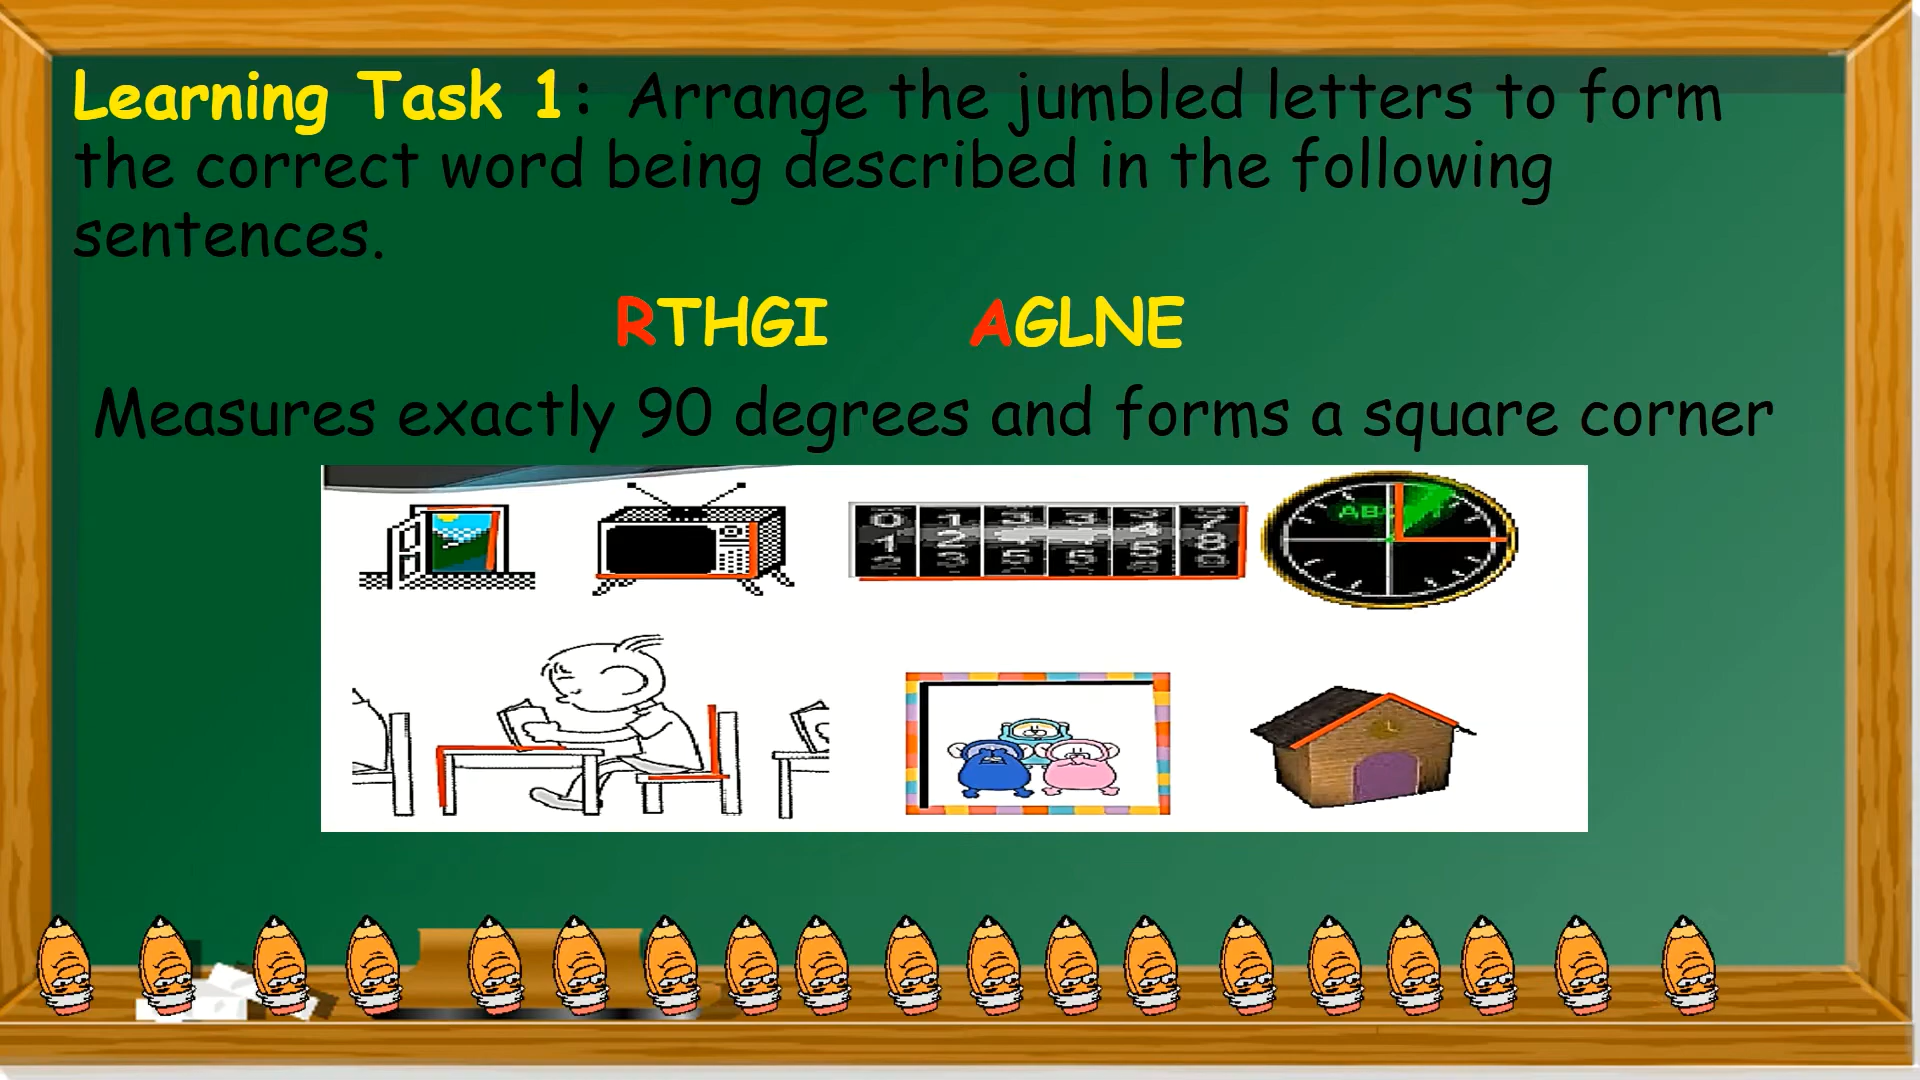 Learning Task 1: Arrange the jumbled letters to form
the correct word being described in the following
sentences.
RTHGI AGLNE
Measures exactly 90 degrees and forms a square corner